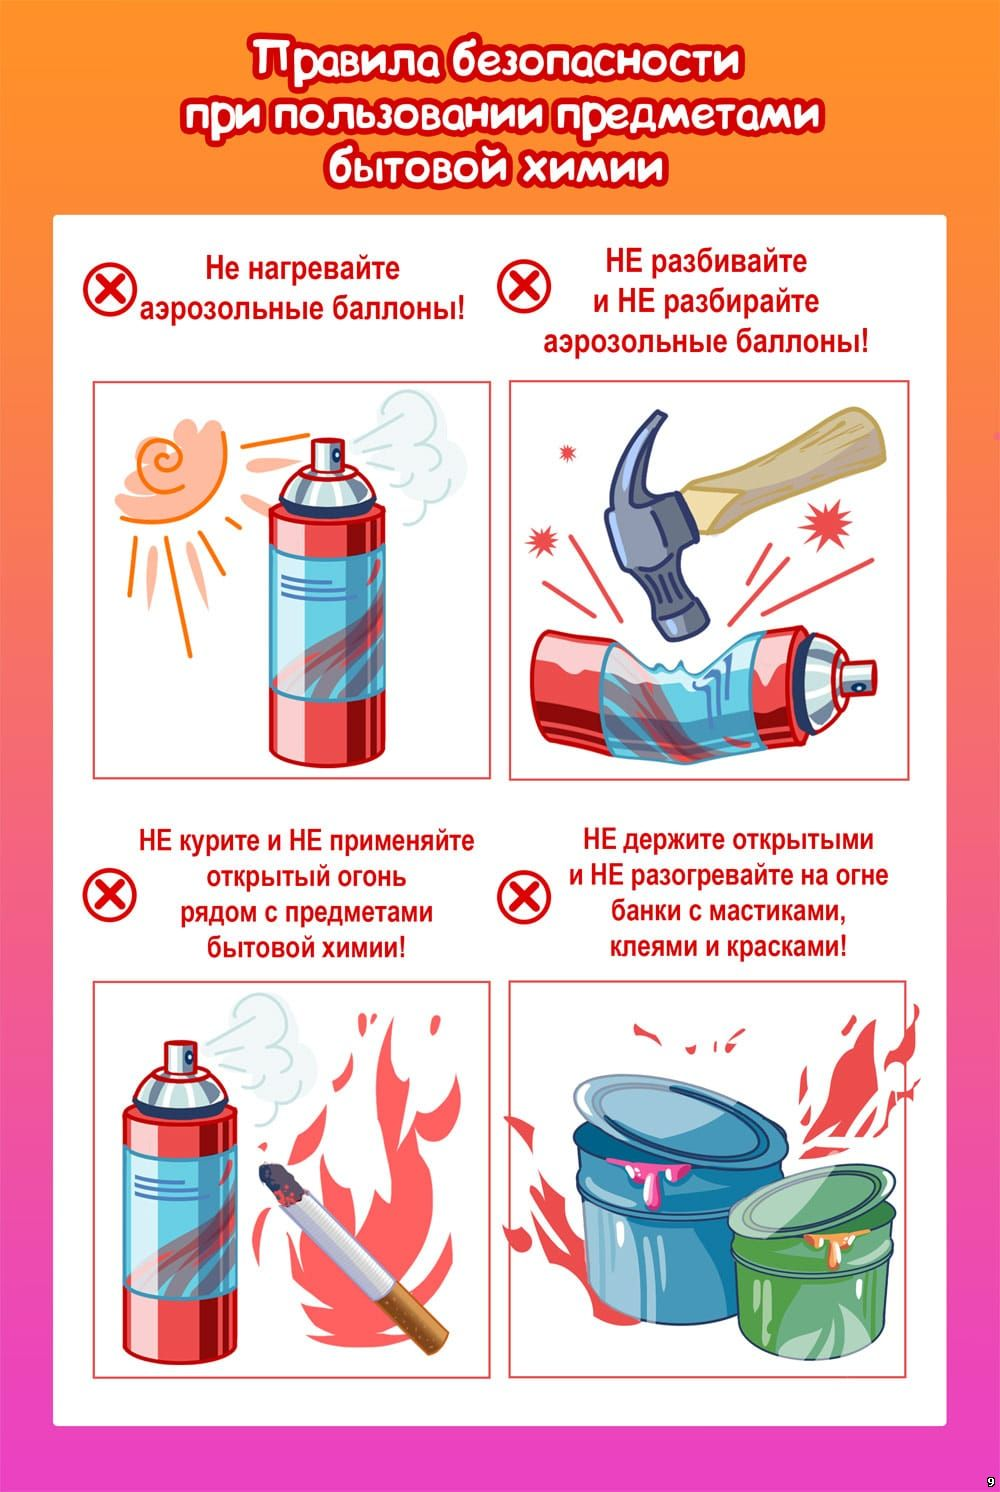 Правила безопасности
при пользовании предметами
бытовой химии
Не нагревайте
аэрозольные баллоны!
НЕ разбивайте
и НЕ разбирайте
аэрозольные баллоны!
НЕ курите и НЕ применяйте
открытый огонь
рядом с предметами
бытовой химии!
НЕ держите открытыми
и НЕ разогревайте на огне
банки с мастиками,
клеями и красками!
9